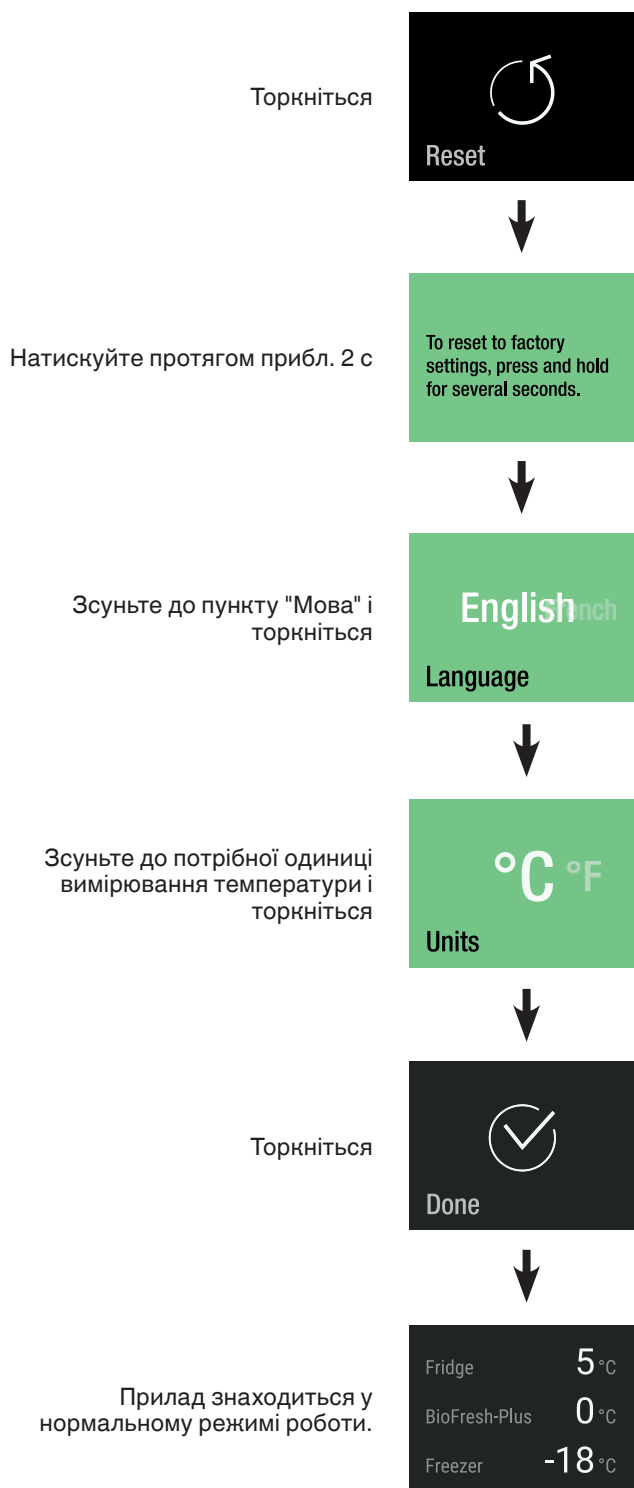 Торкніться
Reset
Натискуйте протягом прибл. 2 с
To reset to factory
settings, press and hold
for several seconds.
Зсуньте до пункту "Мова" і
торкніться
English
Language
Зсуньте до потрібної одиниці
вимірювання температури і
торкніться
°C °F
Units
Торкніться
Done
Прилад знаходиться у
нормальному режимі роботи.
Fridge 5 °C
BioFresh-Plus 0 °C
Freezer -18 °C